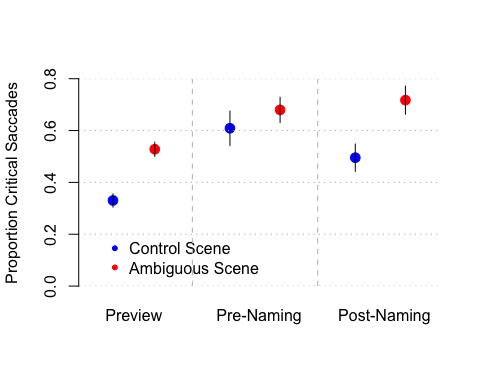 Proportion Critical Saccades
0.8
0.6
0.4
0.2
0.0
Control Scene
Ambiguous Scene
Preview
Pre-Naming
Post-Naming